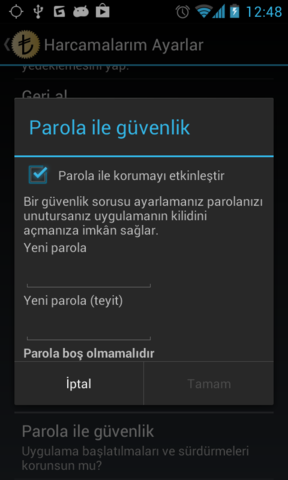 12:48
Harcamalarım Ayarlar
yedeklemesini yap.
Geri al
Parola ile güvenlik
Parola ile korumayı etkinleştir
Bir güvenlik sorusu ayarlamanız parolanızı
unutursanız uygulamanın kilidini
açmanıza imkân sağlar.
Yeni parola
Yeni parola (teyit)
Parola boş olmamalıdır
İptal
Tamam
Parola ile güvenlik
Uygulama başlatılmaları ve sürdürmeleri
korunsun mu?